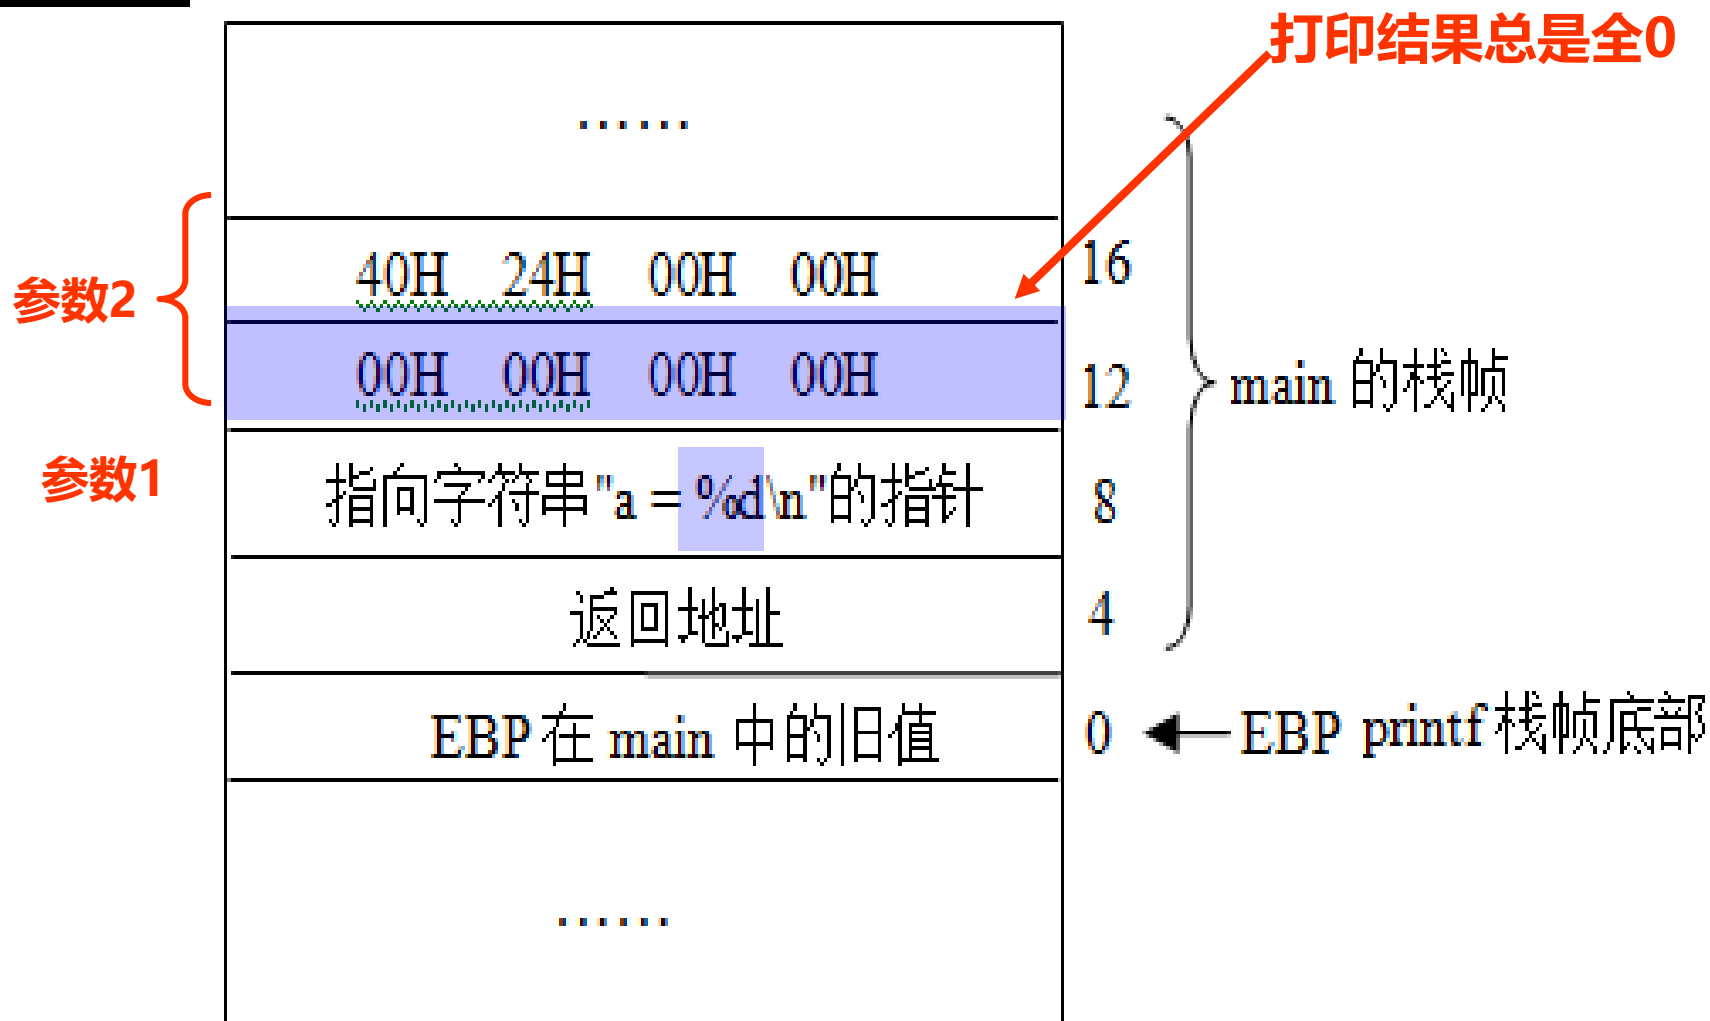 打印结果总是全0
……
参数2
40H 24H 00H 00H
16
00H 00H 00H 00H
12
main 的栈帧
参数1
指向字符串"a = %d\n"的指针
8
返回地址
4
EBP 在 main 中的旧值
0
EBP printf 栈帧底部
……